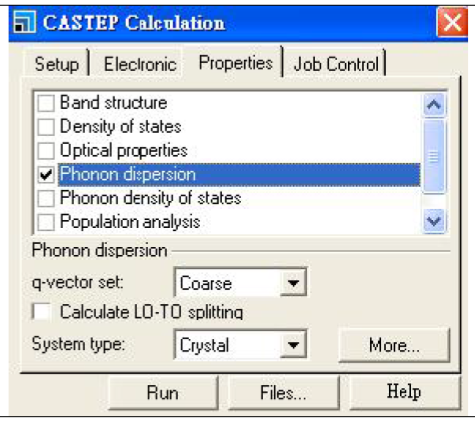 CASTEP Calculation
Setup Electronic Properties Job Control
Band structure
Density of states
Optical properties
Phonon dispersion
Phonon density of states
Population analysis
Phonon dispersion
q-vector set: Coarse
Calculate LO-TO splitting
System type: Crystal More...
Run Files... Help